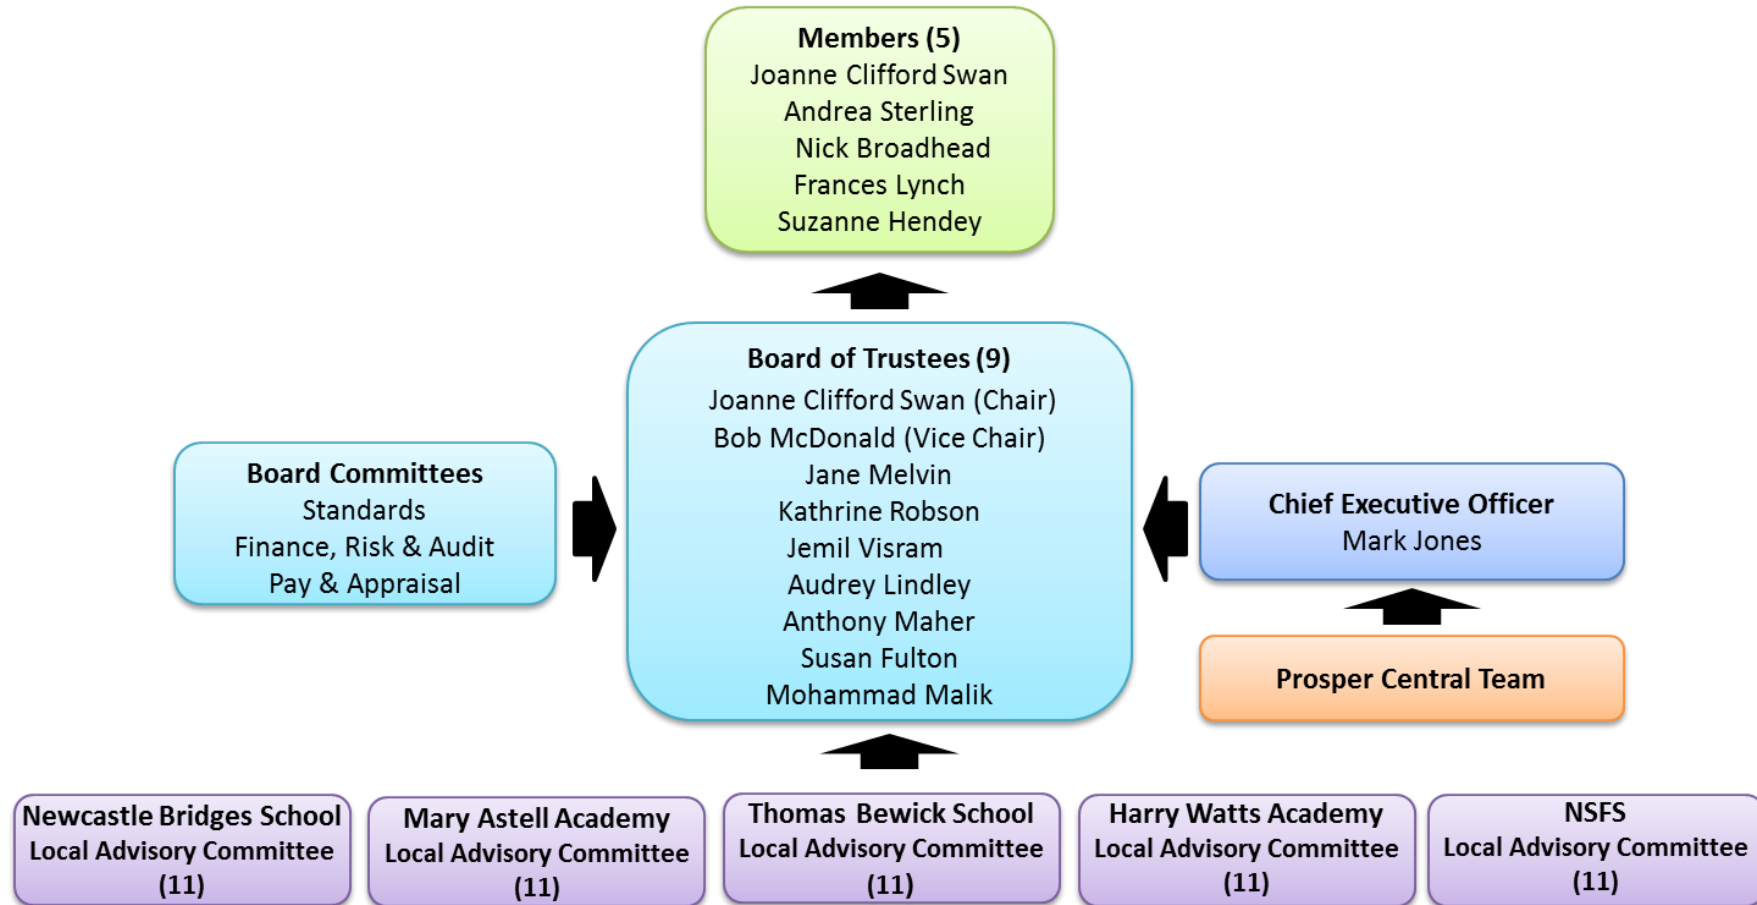 Members (5)
Joanne Clifford Swan
Andrea Sterling
Nick Broadhead
Frances Lynch
Suzanne Hendey
Board of Trustees (9)
Joanne Clifford Swan (Chair)
Bob McDonald (Vice Chair)
Jane Melvin
Kathrine Robson
Jemil Visram
Audrey Lindley
Anthony Maher
Susan Fulton
Mohammad Malik
Board Committees
Standards
Finance, Risk & Audit
Pay & Appraisal
Chief Executive Officer
Mark Jones
Prosper Central Team
Newcastle Bridges School
Local Advisory Committee
(11)
Mary Astell Academy
Local Advisory Committee
(11)
Thomas Bewick School
Local Advisory Committee
(11)
Harry Watts Academy
Local Advisory Committee
(11)
NSFS
Local Advisory Committee
(11)